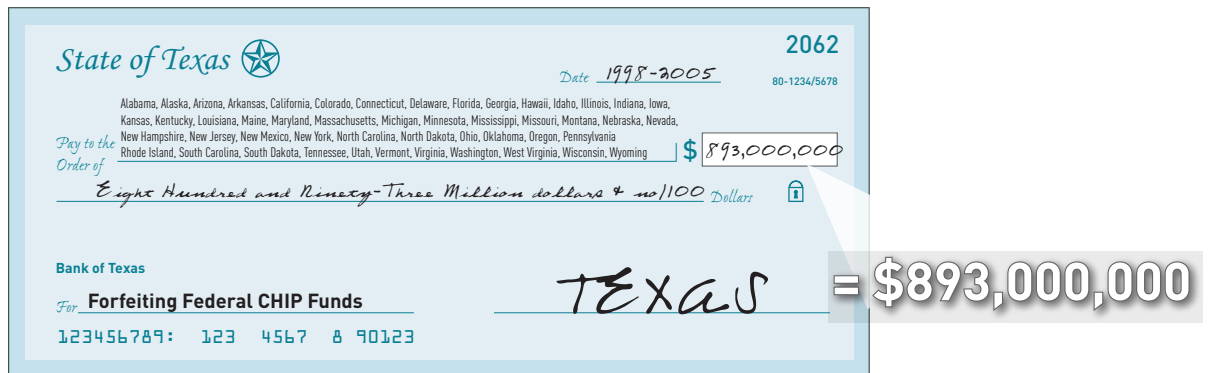 2062
State of Texas
Date 1998-2005
80-1234/5678
Alabama, Alaska, Arizona, Arkansas, California, Colorado, Connecticut, Delaware, Florida, Georgia, Hawaii, Idaho, Illinois, Indiana, Iowa,
Kansas, Kentucky, Louisiana, Maine, Maryland, Massachusetts, Michigan, Minnesota, Mississippi, Missouri, Montana, Nebraska, Nevada,
New Hampshire, New Jersey, New Mexico, New York, North Carolina, North Dakota, Ohio, Oklahoma, Oregon, Pennsylvania
Pay to the
Rhode Island, South Carolina, South Dakota, Tennessee, Utah, Vermont, Virginia, Washington, West Virginia, Wisconsin, Wyoming
$ 893,000,000
Order of
Eight Hundred and Ninety-Three Million dollars & no/100 Dollars
Bank of Texas
TEXAS
= $893,000,000
For Forfeiting Federal CHIP Funds
123456789: 123 4567 8 90123